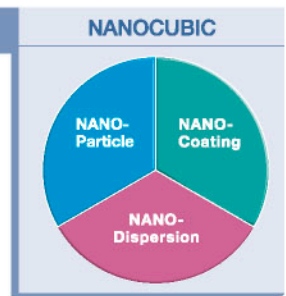 NANOCUBIC
NANO-
Particle
NANO-
Coating
NANO-
Dispersion